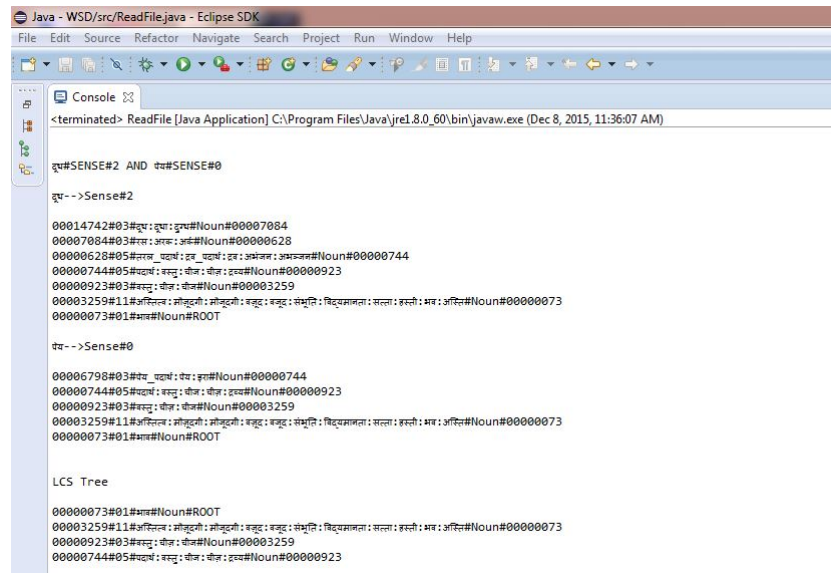 Java - WSD/src/ReadFile.java - Eclipse SDK
File Edit Source Refactor Navigate Search Project Run Window Help
Console
<terminated> ReadFile [Java Application] C:\Program Files\Java\jre1.8.0_60\bin\javaw.exe (Dec 8, 2015, 11:36:07 AM)
दूध#SENSE#2 AND पेय#SENSE#0
दूध-->Sense#2
00014742#03#दूध:दूधा:दुग्ध#Noun#00007084
00007084#03#रस:अरक:अर्क#Noun#00000628
00000628#05#तरल_पदार्थ:द्रव_पदार्थ:द्रव:अभंजन:अभञ्जन#Noun#00000744
00000744#05#पदार्थ:वस्तु:चीज:चीज़:द्रव्य#Noun#00000923
00000923#03#वस्तु:चीज़:चीज#Noun#00003259
00003259#11#अस्तित्व:मौजूदगी:मौज़ूदगी:वजूद:वज़ूद:संभूति:विद्यमानता:सत्ता:हस्ती:भव:अस्ति#Noun#00000073
00000073#01#भाव#Noun#ROOT
पेय-->Sense#0
00006798#03#पेय_पदार्थ:पेय:इरा#Noun#00000744
00000744#05#पदार्थ:वस्तु:चीज:चीज़:द्रव्य#Noun#00000923
00000923#03#वस्तु:चीज़:चीज#Noun#00003259
00003259#11#अस्तित्व:मौजूदगी:मौज़ूदगी:वजूद:वज़ूद:संभूति:विद्यमानता:सत्ता:हस्ती:भव:अस्ति#Noun#00000073
00000073#01#भाव#Noun#ROOT
LCS Tree
00000073#01#भाव#Noun#ROOT
00003259#11#अस्तित्व:मौजूदगी:मौज़ूदगी:वजूद:वज़ूद:संभूति:विद्यमानता:सत्ता:हस्ती:भव:अस्ति#Noun#00000073
00000923#03#वस्तु:चीज़:चीज#Noun#00003259
00000744#05#पदार्थ:वस्तु:चीज:चीज़:द्रव्य#Noun#00000923